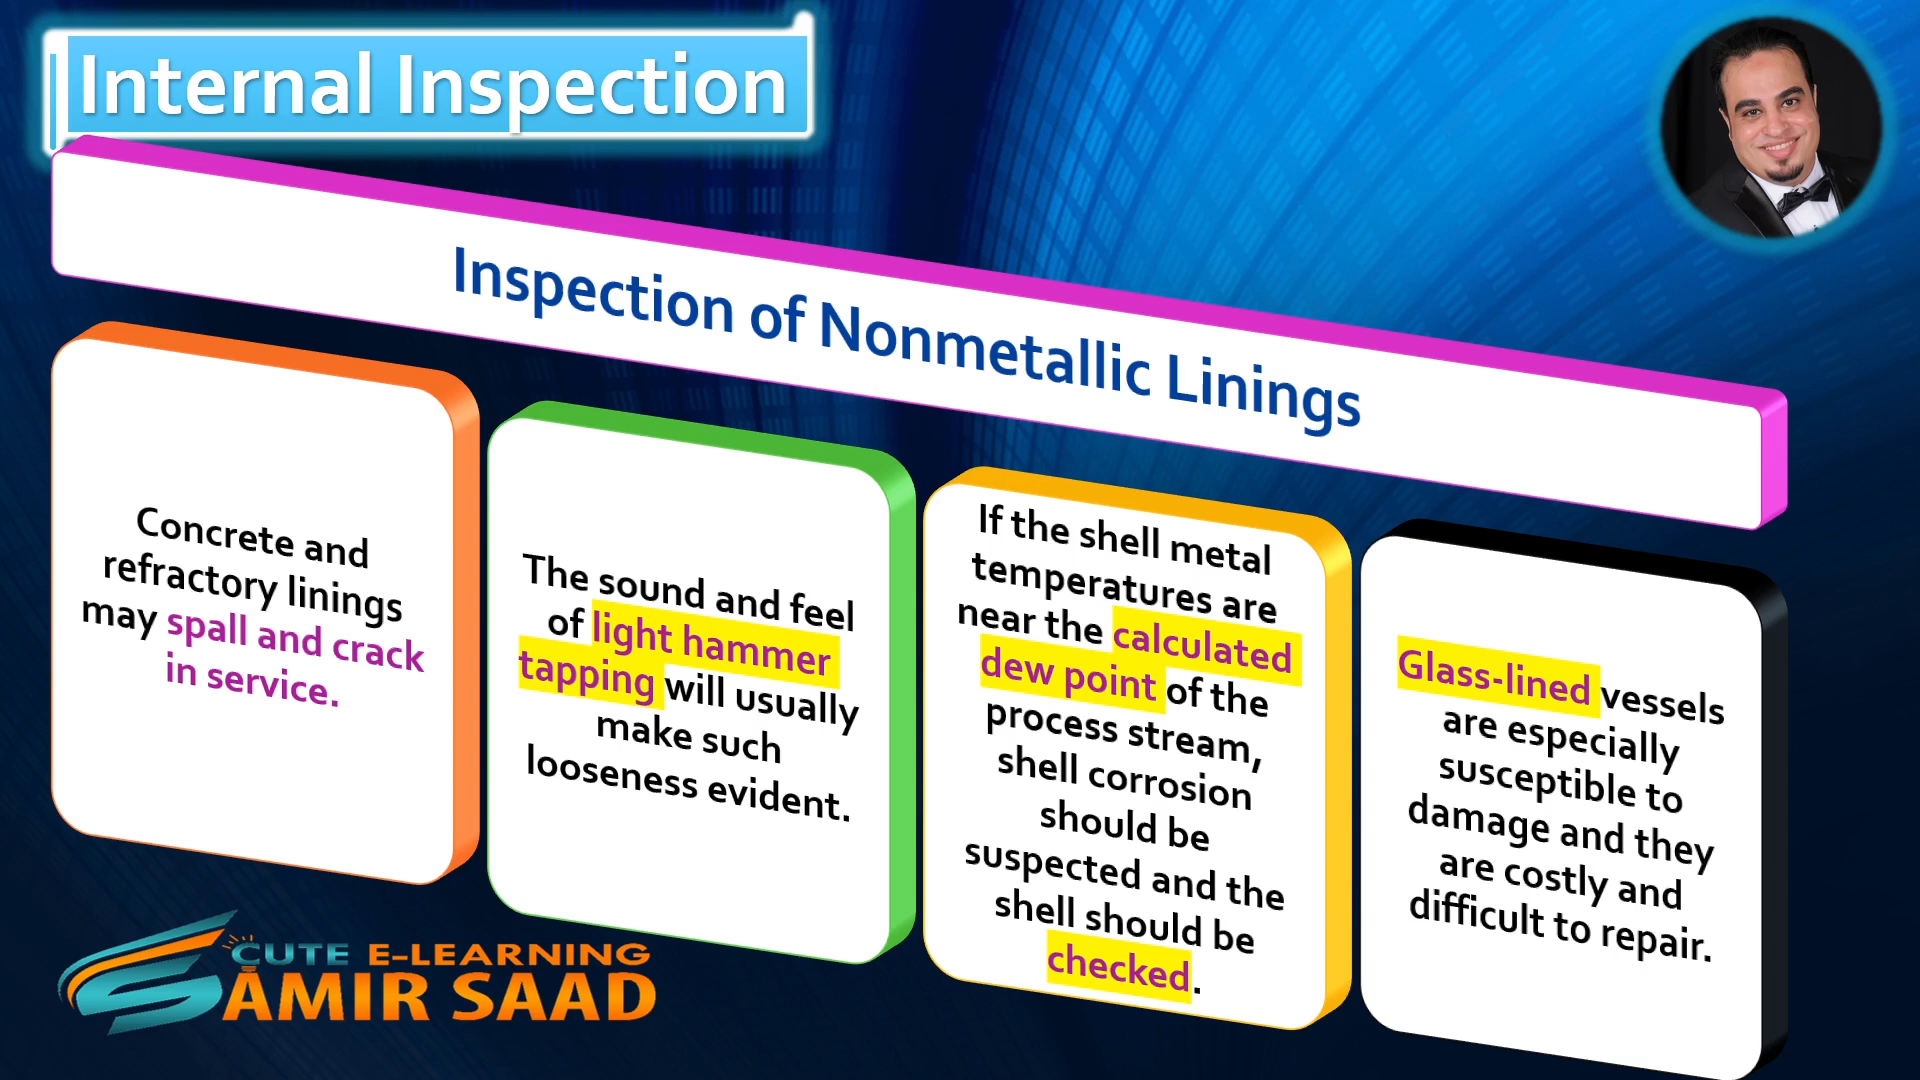 Internal Inspection
Inspection of Nonmetallic Linings
Concrete and
refractory linings
may spall and crack
in service.
The sound and feel
of light hammer
tapping will usually
make such
looseness evident.
If the shell metal
temperatures are
near the calculated
dew point of the
process stream,
shell corrosion
should be
suspected and the
shell should be
checked.
Glass-lined vessels
are especially
susceptible to
damage and they
are costly and
difficult to repair.
CUTE E-LEARNING
AMIR SAAD